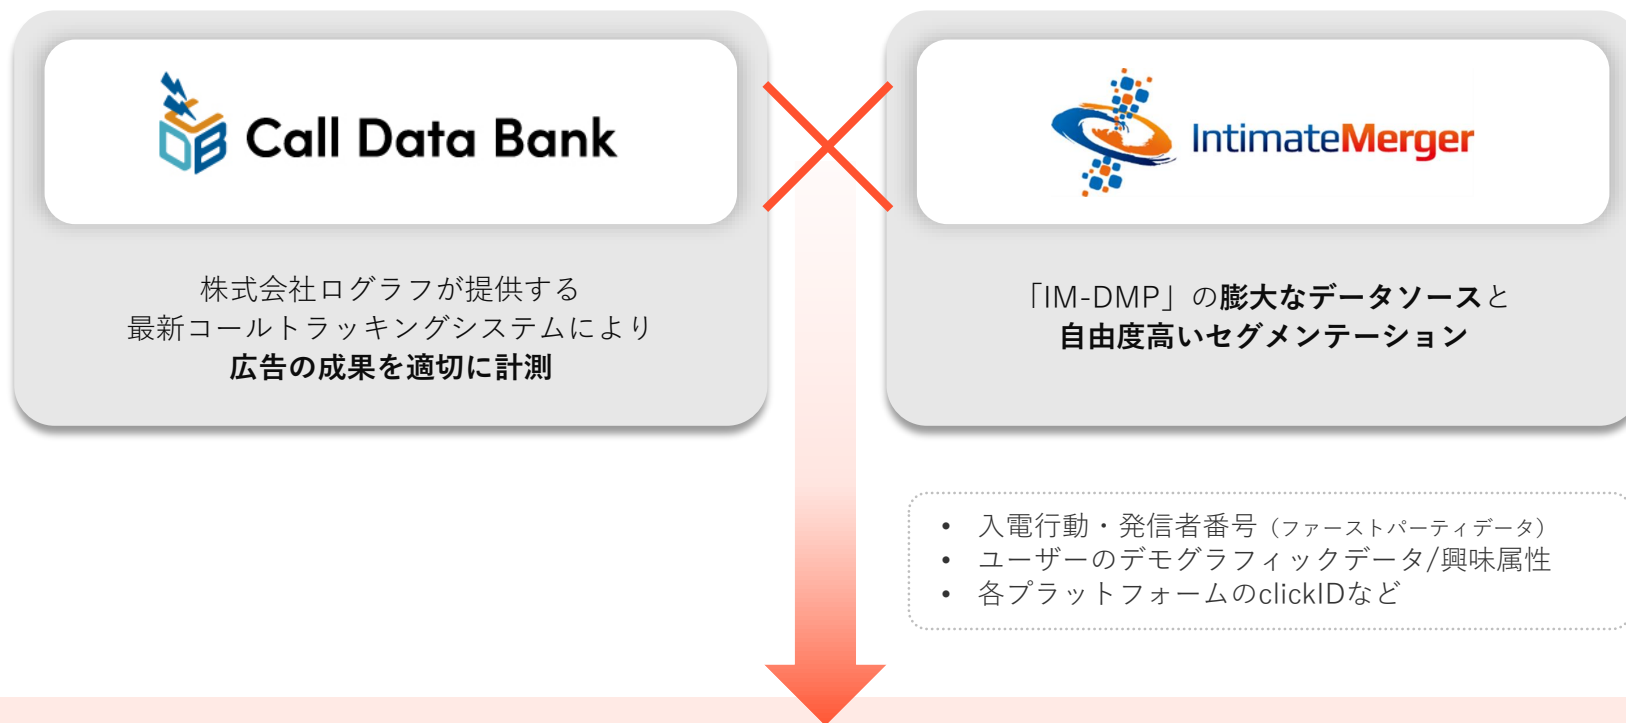 Call Data Bank
株式会社ログラフが提供する
最新コールトラッキングシステムにより
広告の成果を適切に計測
IntimateMerger
「IM-DMP」の膨大なデータソースと
自由度高いセグメンテーション
• 入電行動・発信者番号（ファーストパーティデータ）
• ユーザーのデモグラフィックデータ/興味属性
• 各プラットフォームのclickIDなど